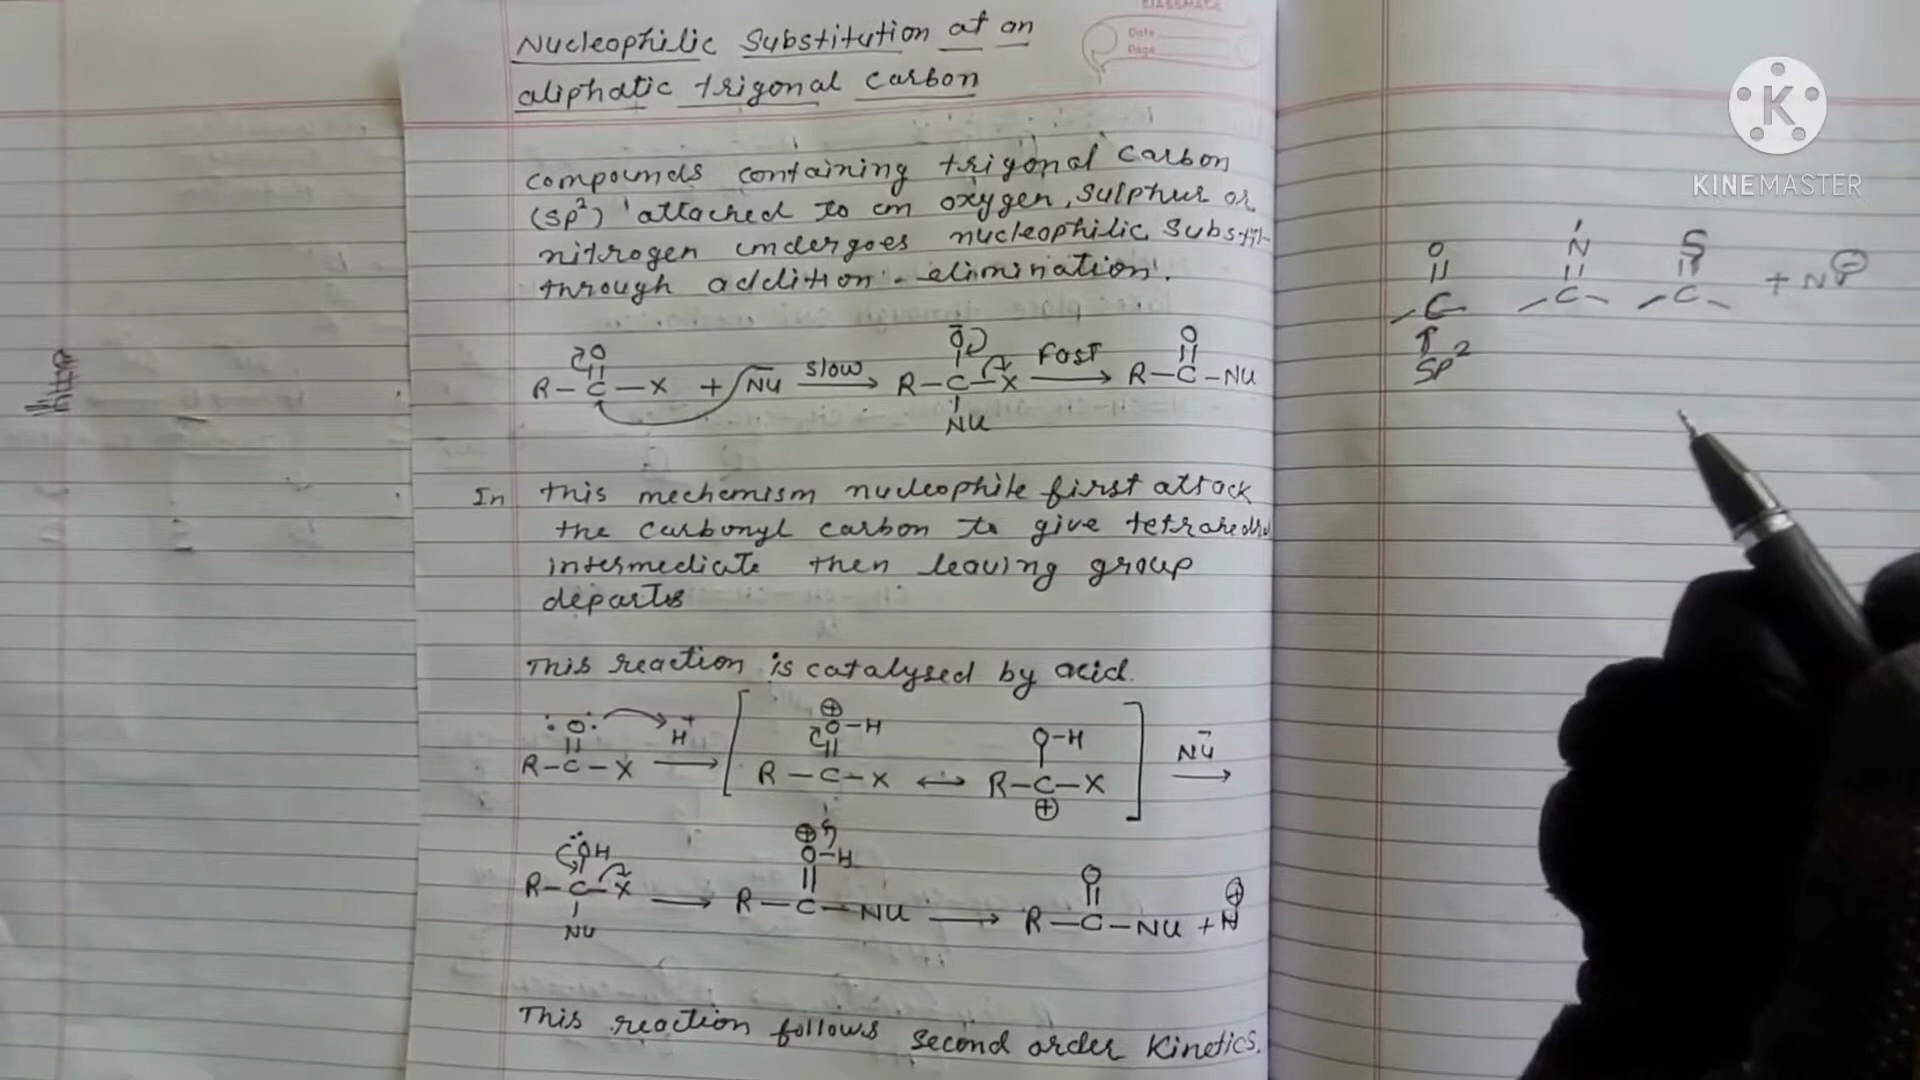 Nucleophilic Substitution at an
aliphatic trigonal carbon
Date
Page
compounds containing trigonal carbon
(sp²) attached to an oxygen, sulphur or
nitrogen undergoes nucleophilic substit-
through addition - elimination.
O
R-C-X + N̄u slow → R-C-X Fast → R-C-Nu
Ō
Nu
O
In this mechanism nucleophile first attack
the carbonyl carbon to give
intermediate then leaving group
departs
This reaction is catalysed by acid.
:O: H⁺
R-C-X → [ R-C-X ↔ R-C-X ] N̄u →
⊕
O-H
O-H
⊕
:OH
R-C-X → R-C-Nu → R-C-Nu + H⊕
Nu
⊕
O-H
O
This reaction follows second order Kinetics.
K
KINEMASTER
O N S
C C C + Nu⊖
↑
Sp²